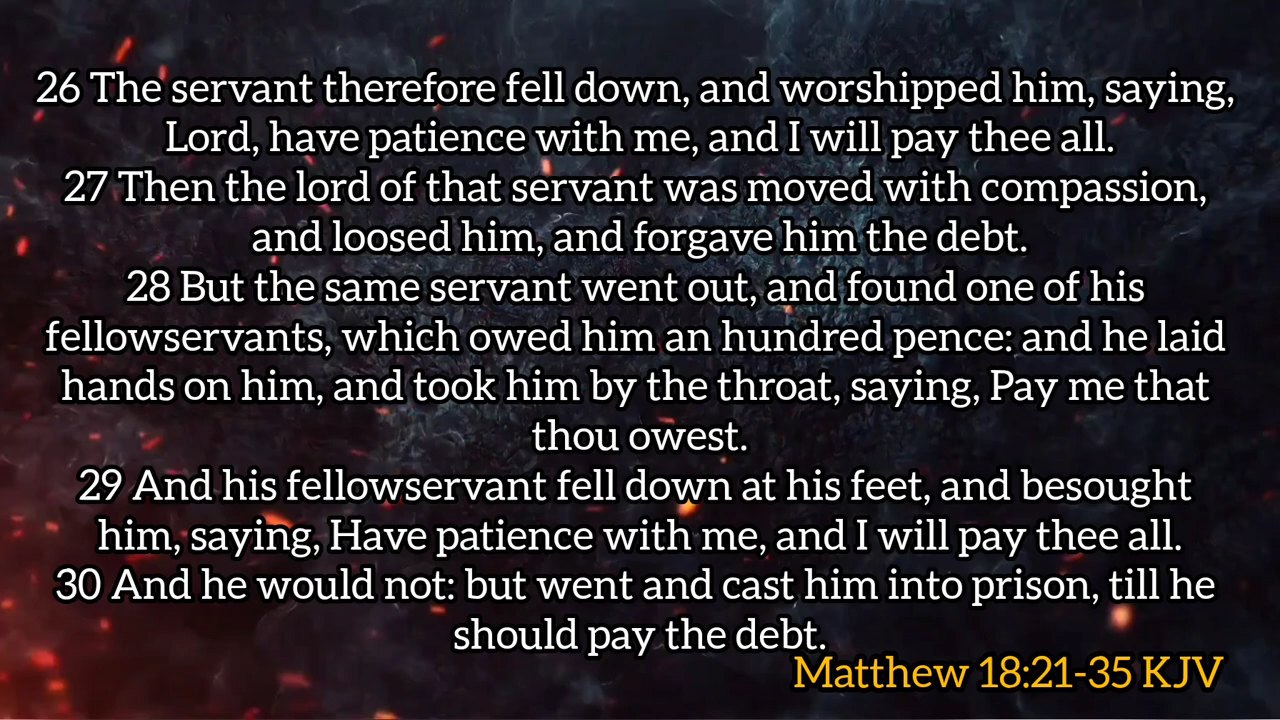 26 The servant therefore fell down, and worshipped him, saying,
Lord, have patience with me, and I will pay thee all.
27 Then the lord of that servant was moved with compassion,
and loosed him, and forgave him the debt.
28 But the same servant went out, and found one of his
fellowservants, which owed him an hundred pence: and he laid
hands on him, and took him by the throat, saying, Pay me that
thou owest.
29 And his fellowservant fell down at his feet, and besought
him, saying, Have patience with me, and I will pay thee all.
30 And he would not: but went and cast him into prison, till he
should pay the debt.
Matthew 18:21-35 KJV